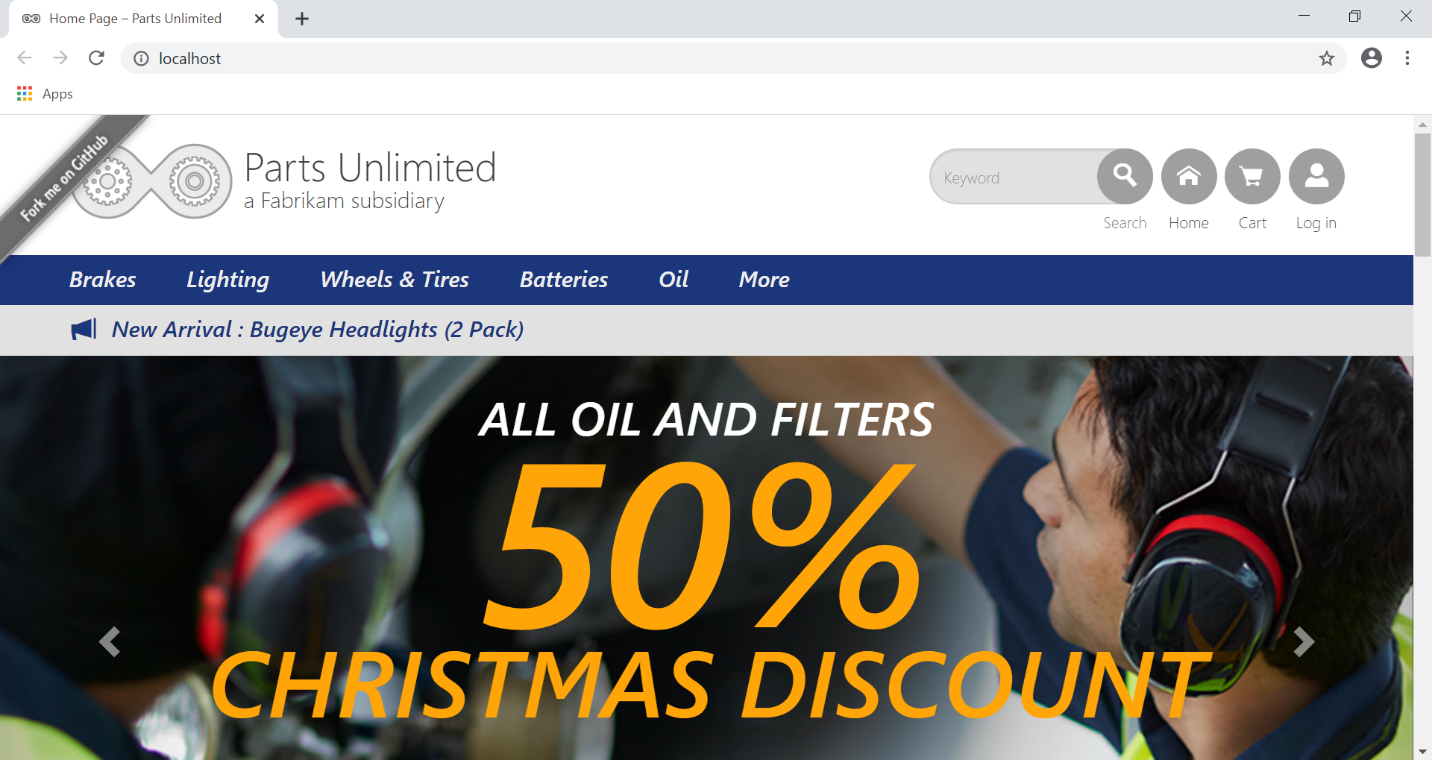 Home Page – Parts Unlimited
localhost
Apps
Fork me on GitHub
Parts Unlimited
a Fabrikam subsidiary
Keyword
Search Home Cart Log in
Brakes Lighting Wheels & Tires Batteries Oil More
New Arrival : Bugeye Headlights (2 Pack)
ALL OIL AND FILTERS
50%
CHRISTMAS DISCOUNT